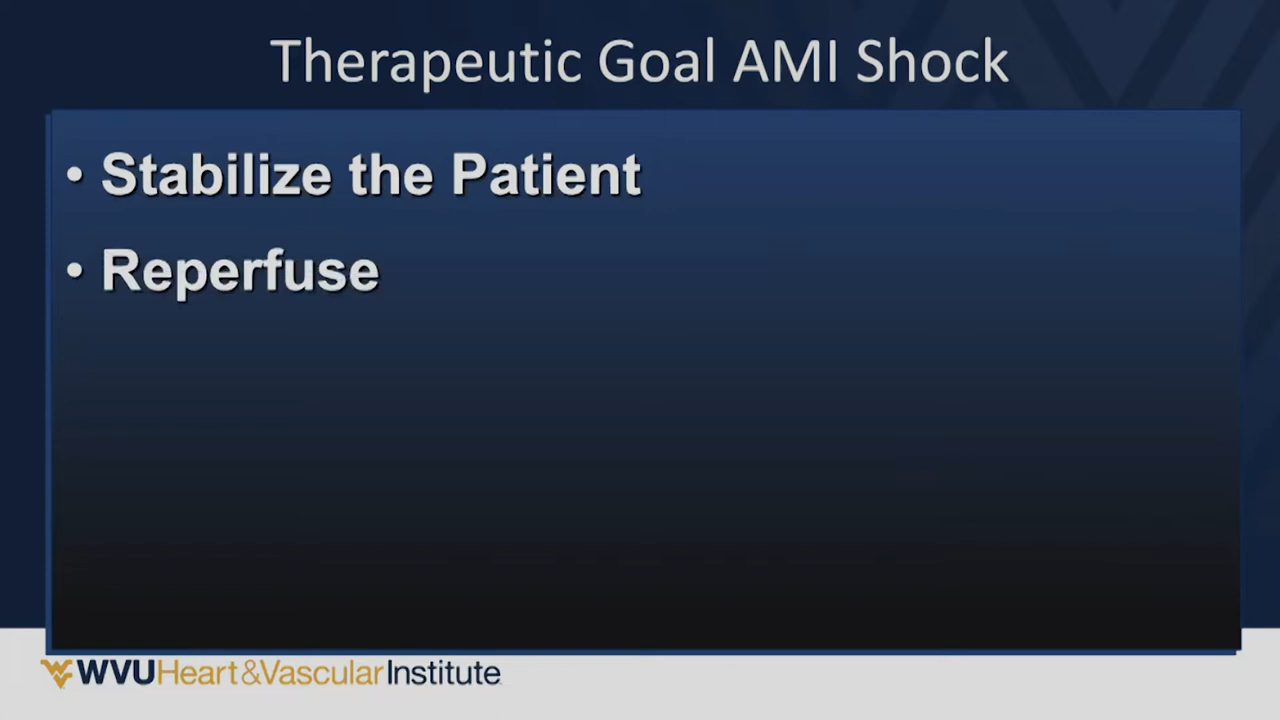 Therapeutic Goal AMI Shock
• Stabilize the Patient
• Reperfuse
WVUHeart&VascularInstitute